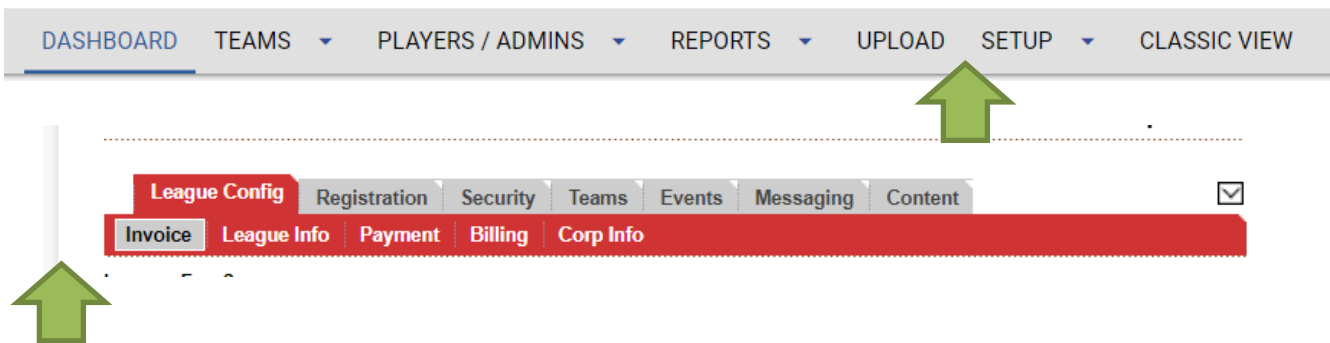 DASHBOARD TEAMS PLAYERS / ADMINS REPORTS UPLOAD SETUP CLASSIC VIEW
League Config Registration Security Teams Events Messaging Content
Invoice League Info Payment Billing Corp Info